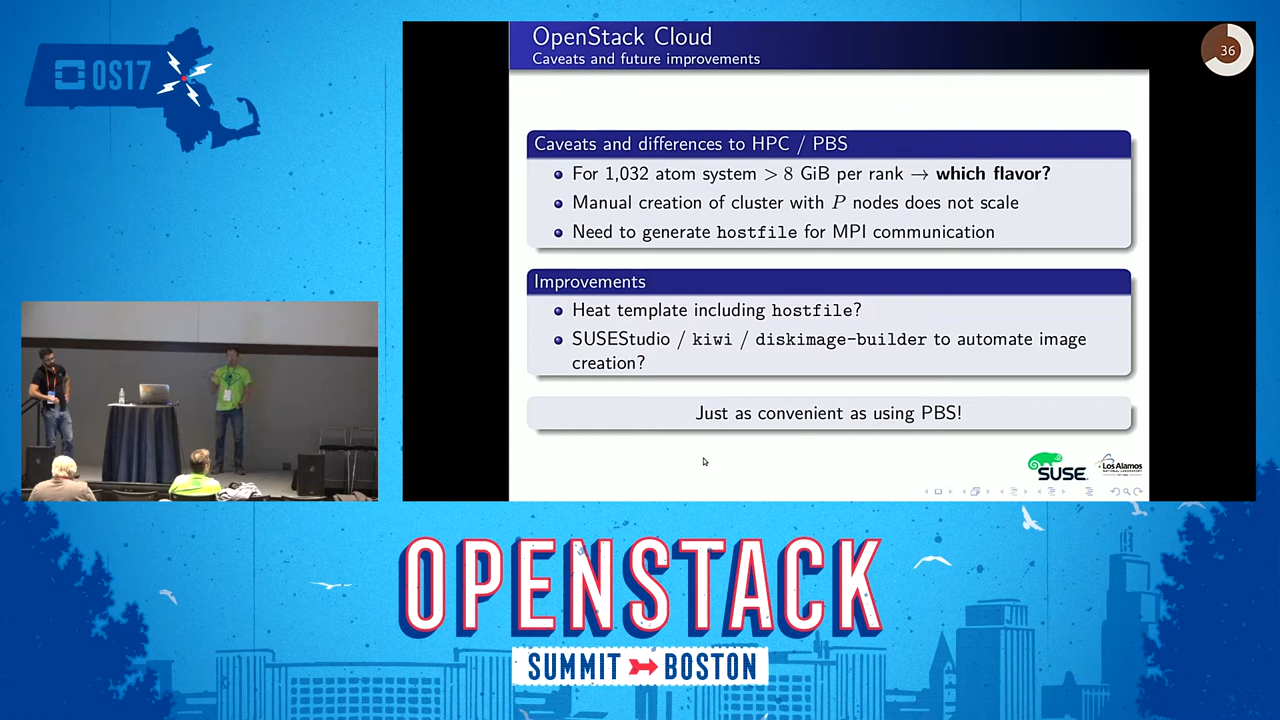 OS17
OpenStack Cloud
Caveats and future improvements
36
Caveats and differences to HPC / PBS
For 1,032 atom system > 8 GiB per rank → which flavor?
Manual creation of cluster with P nodes does not scale
Need to generate hostfile for MPI communication
Improvements
Heat template including hostfile?
SUSEStudio / kiwi / diskimage-builder to automate image
creation?
Just as convenient as using PBS!
SUSE
Los Alamos
NATIONAL LABORATORY
OPENSTACK
SUMMIT BOSTON